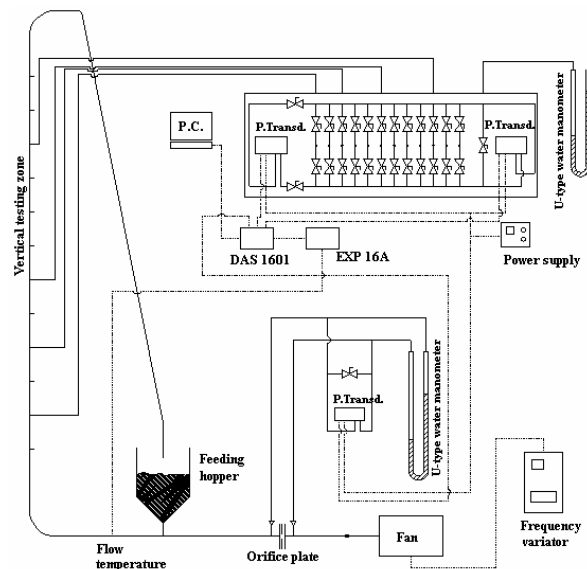 P.C.
P.Transd.
P.Transd.
U-type water manometer
Vertical testing zone
DAS 1601
EXP 16A
Power supply
P.Transd.
U-type water manometer
Feeding
hopper
Flow
temperature
Orifice plate
Fan
Frequency
variator